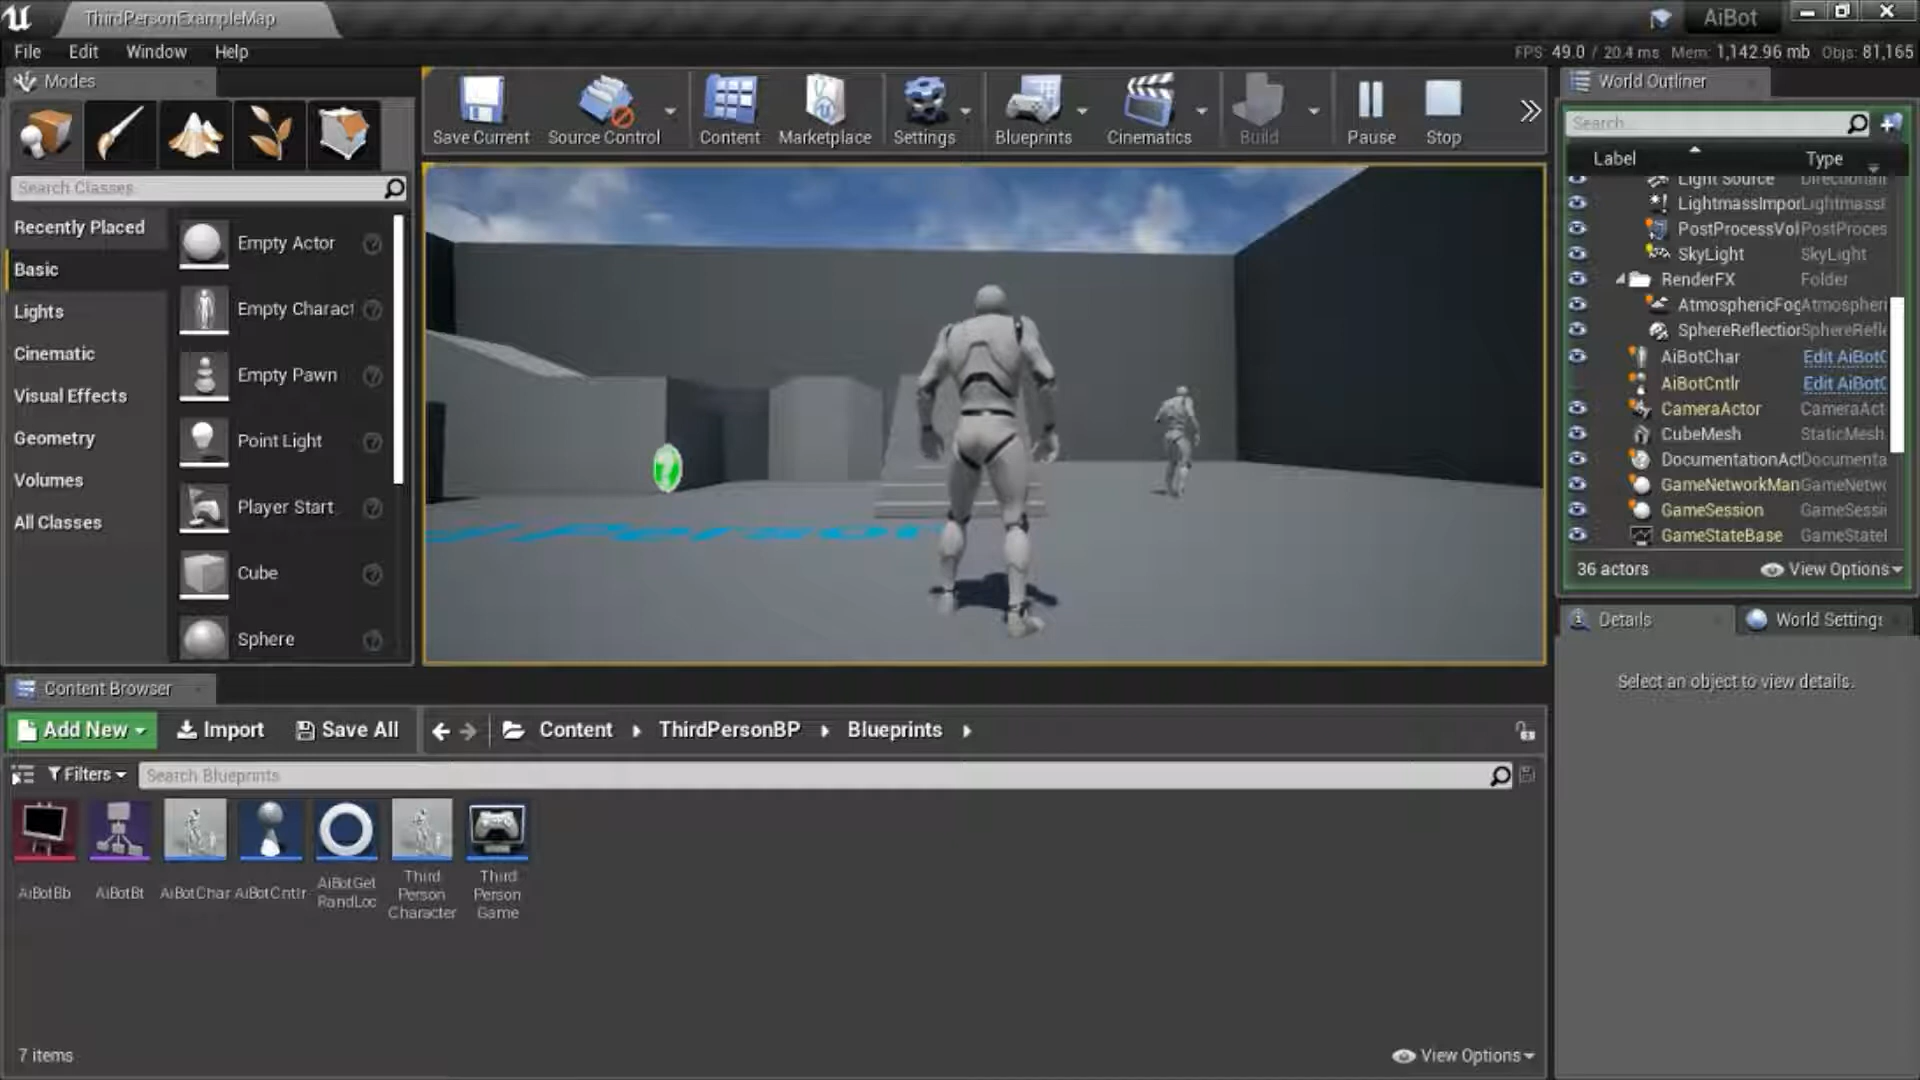 ThirdPersonExampleMap
AiBot
File Edit Window Help
FPS: 49.0 / 20.4 ms Mem: 1,142.96 mb Objs: 81,165
Modes
Search Classes
Recently Placed
Basic
Lights
Cinematic
Visual Effects
Geometry
Volumes
All Classes
Empty Actor
Empty Charact
Empty Pawn
Point Light
Player Start
Cube
Sphere
Save Current Source Control Content Marketplace Settings Blueprints Cinematics Build Pause Stop
Person
World Outliner
Search...
Label Type
Light Source Directional
LightmassImpor Lightmassl
PostProcessVol PostProces
SkyLight SkyLight
RenderFX Folder
AtmosphericFog Atmospheri
SphereReflection SphereRefle
AiBotChar Edit AiBotC
AiBotCntlr Edit AiBotC
CameraActor CameraAct
CubeMesh StaticMesh
DocumentationAct Documenta
GameNetworkMan GameNetwo
GameSession GameSessi
GameStateBase GameStatel
36 actors View Options
Details World Settings
Select an object to view details.
Content Browser
Add New Import Save All Content ThirdPersonBP Blueprints
Filters Search Blueprints
AiBotBb
AiBotBt
AiBotChar
AiBotCntlr
AiBotGet
RandLoc
Third
Person
Character
Third
Person
Game
7 items View Options